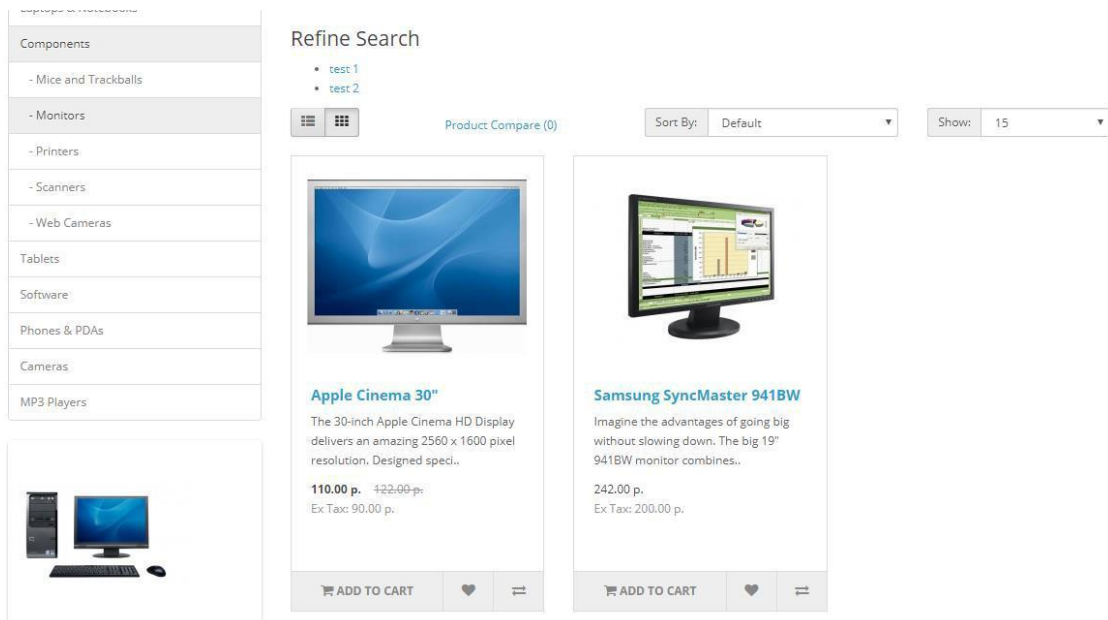 Laptops & Notebooks
Components
- Mice and Trackballs
- Monitors
- Printers
- Scanners
- Web Cameras
Tablets
Software
Phones & PDAs
Cameras
MP3 Players
Refine Search
test 1
test 2
Product Compare (0)
Sort By: Default
Show: 15
Apple Cinema 30"
The 30-inch Apple Cinema HD Display
delivers an amazing 2560 x 1600 pixel
resolution. Designed speci..
110.00 р. 122.00 р.
Ex Tax: 90.00 р.
ADD TO CART
Samsung SyncMaster 941BW
Imagine the advantages of going big
without slowing down. The big 19"
941BW monitor combines..
242.00 р.
Ex Tax: 200.00 р.
ADD TO CART